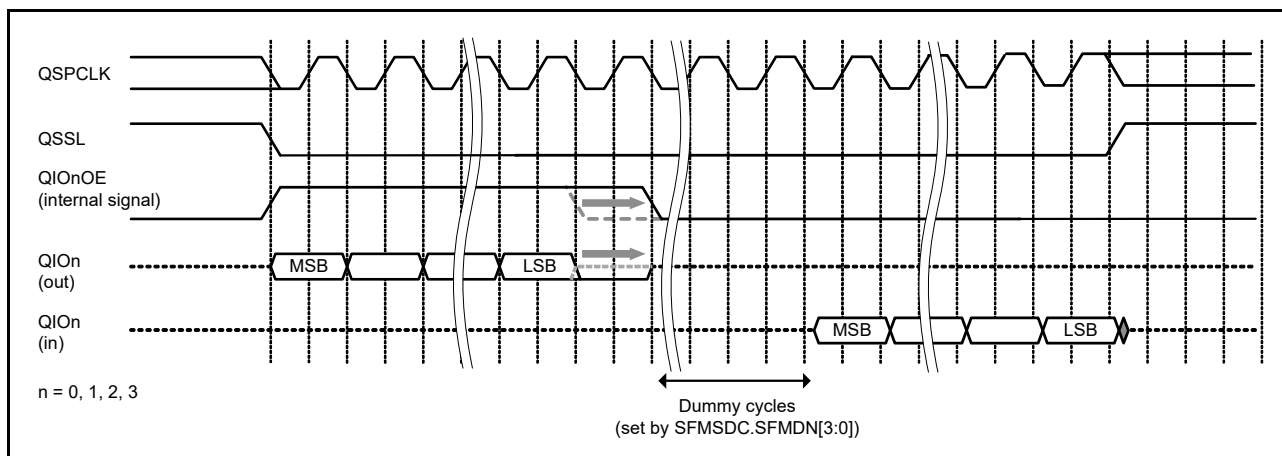 QSPCLK
QSSL
QIOnOE
(internal signal)
QIOn
(out)
MSB
LSB
QIOn
(in)
MSB
LSB
n = 0, 1, 2, 3
Dummy cycles
(set by SFMSDC.SFMDN[3:0])